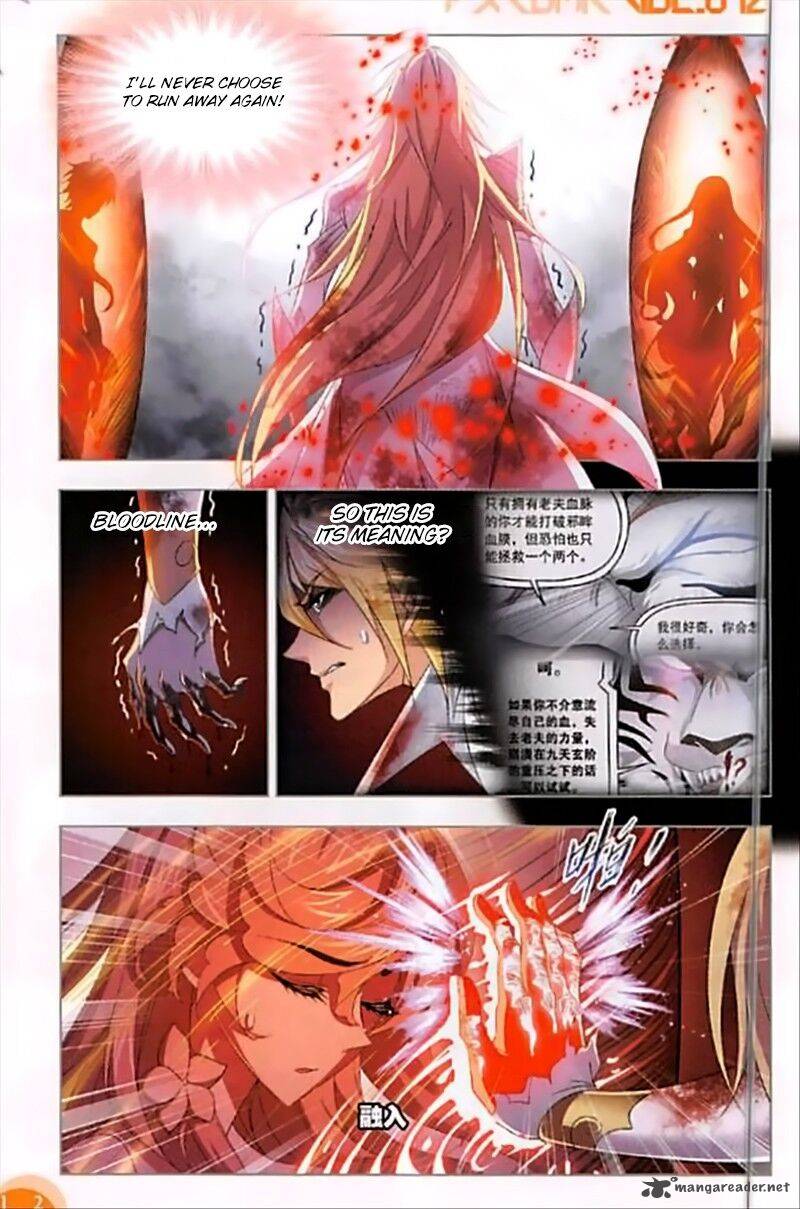 VOL.012
I'LL NEVER CHOOSE
TO RUN AWAY AGAIN!
BLOODLINE...
SO THIS IS
ITS MEANING?
只有拥有老夫血脉
的你才能打破邪眸
血膜，但恐怕也只
能拯救一个两个。
我很好奇，你会怎
么选择。
呵。
如果你不介意流
尽自己的血，失
去老夫的力量，
崩溃在九天玄阶
的重压之下的话
可以试试。
!?
啪!
融入
1 2
mangareader.net